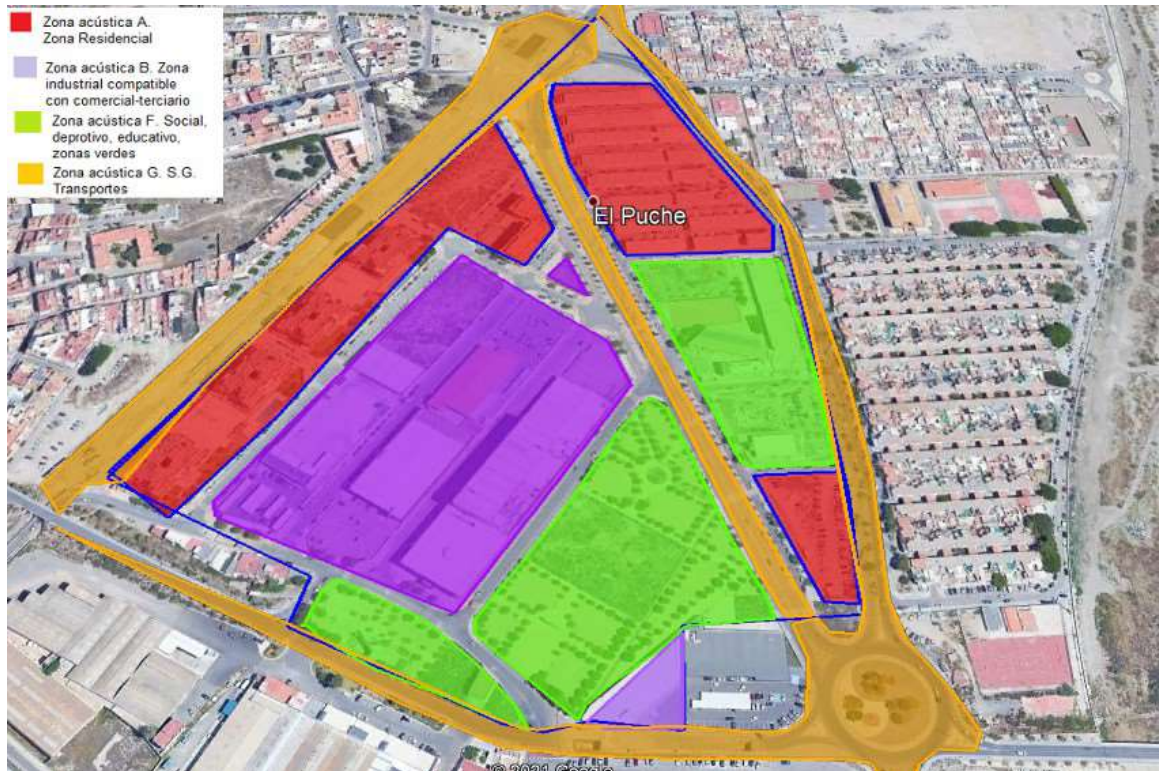 Zona acústica A.
Zona Residencial
Zona acústica B. Zona
industrial compatible
con comercial-terciario
Zona acústica F. Social,
deprotivo, educativo,
zonas verdes
Zona acústica G. S.G.
Transportes
El Puche
© 2021 Google